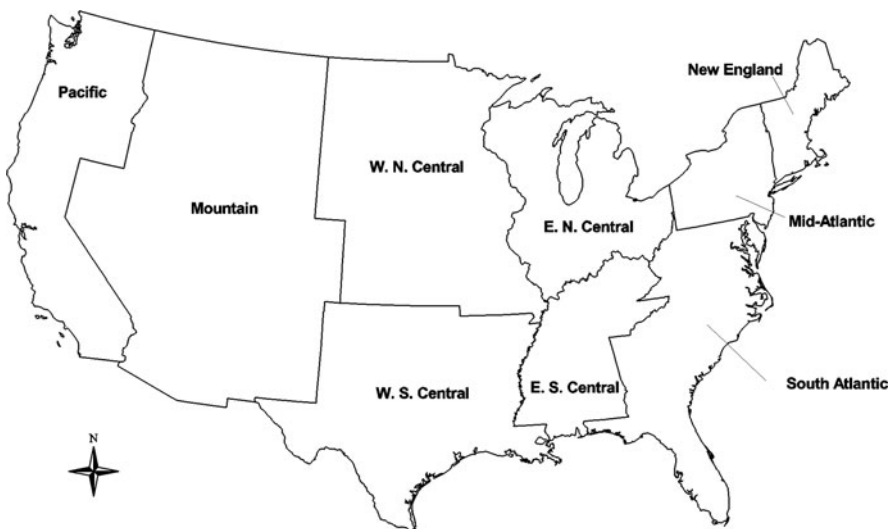 New England
Pacific
W. N. Central
Mountain
E. N. Central
Mid-Atlantic
W. S. Central
E. S. Central
South Atlantic
N